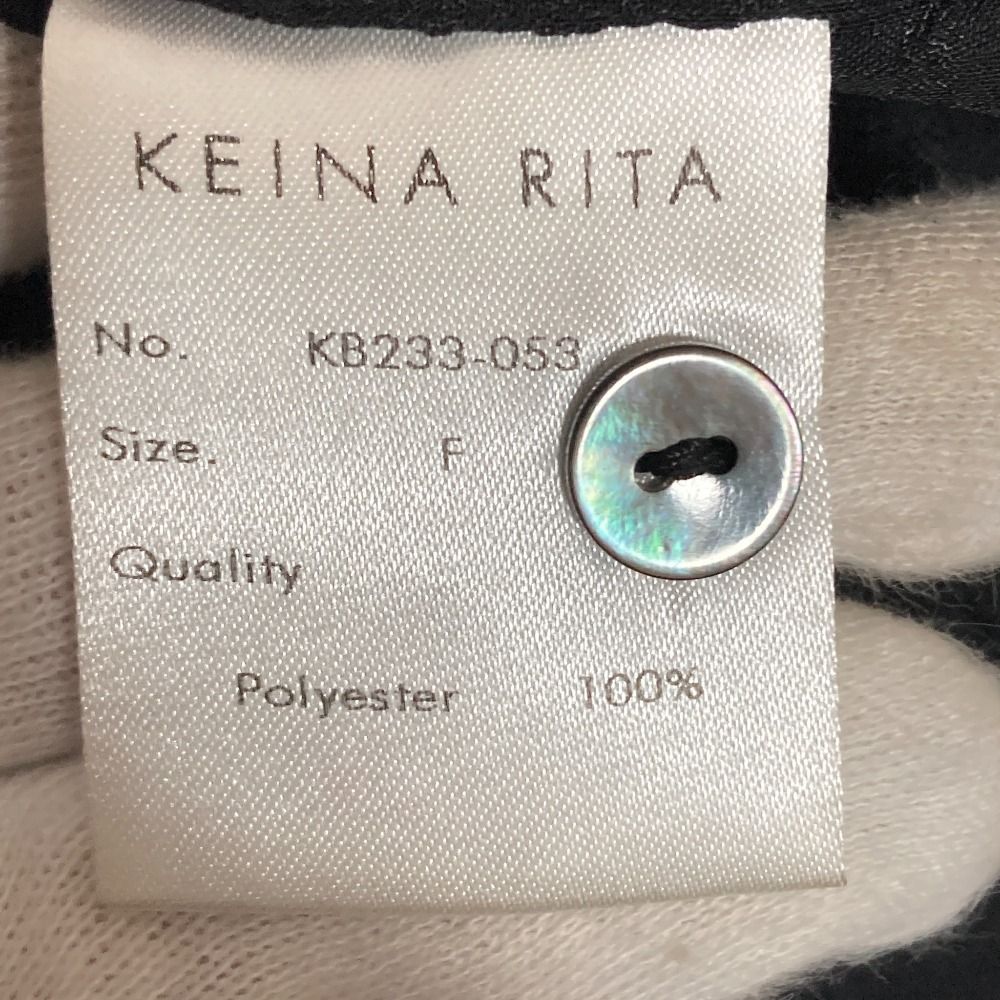 KEINA RITA
No. KB233-053
Size. F
Quality
Polyester 100%